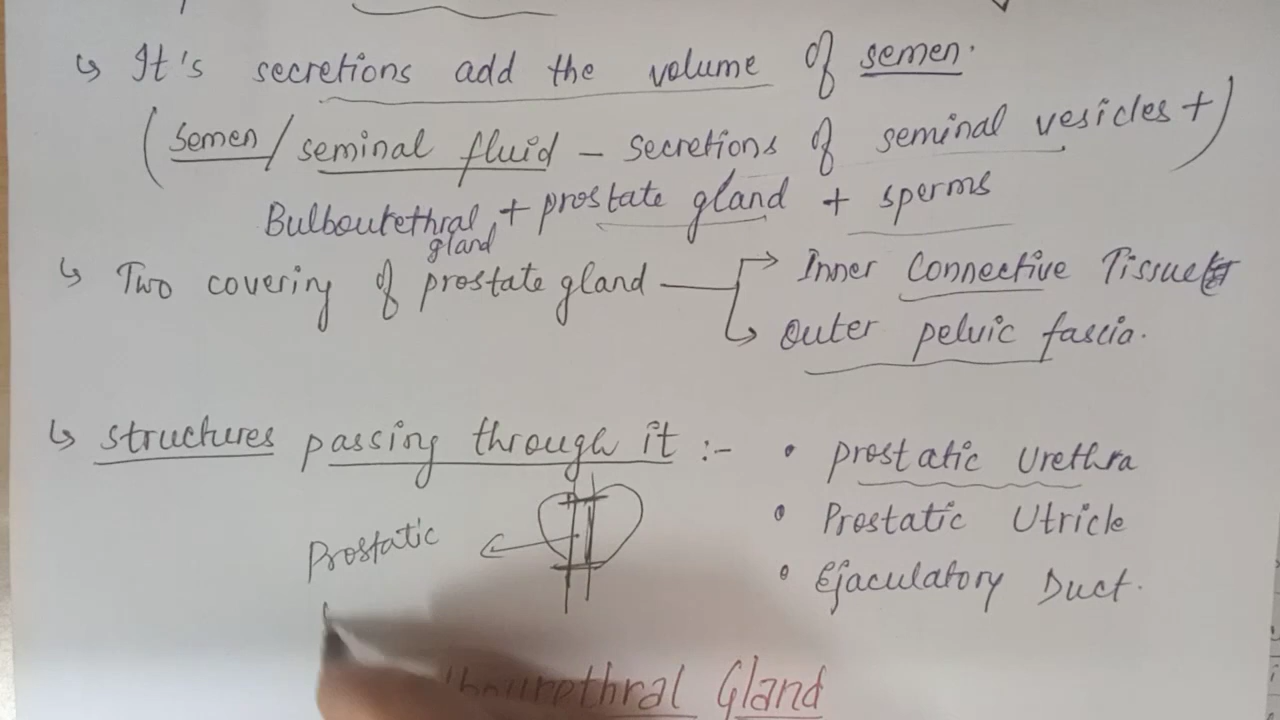 ↳ It's secretions add the volume of semen.
(Semen/seminal fluid – secretions of seminal vesicles +)
Bulbourethral gland + prostate gland + sperms
↳ Two covering of prostate gland → Inner Connective Tissue
↳ Outer pelvic fascia.
↳ structures passing through it :- • prostatic Urethra
• Prostatic Utricle
• Ejaculatory Duct.
Prostatic
Gland